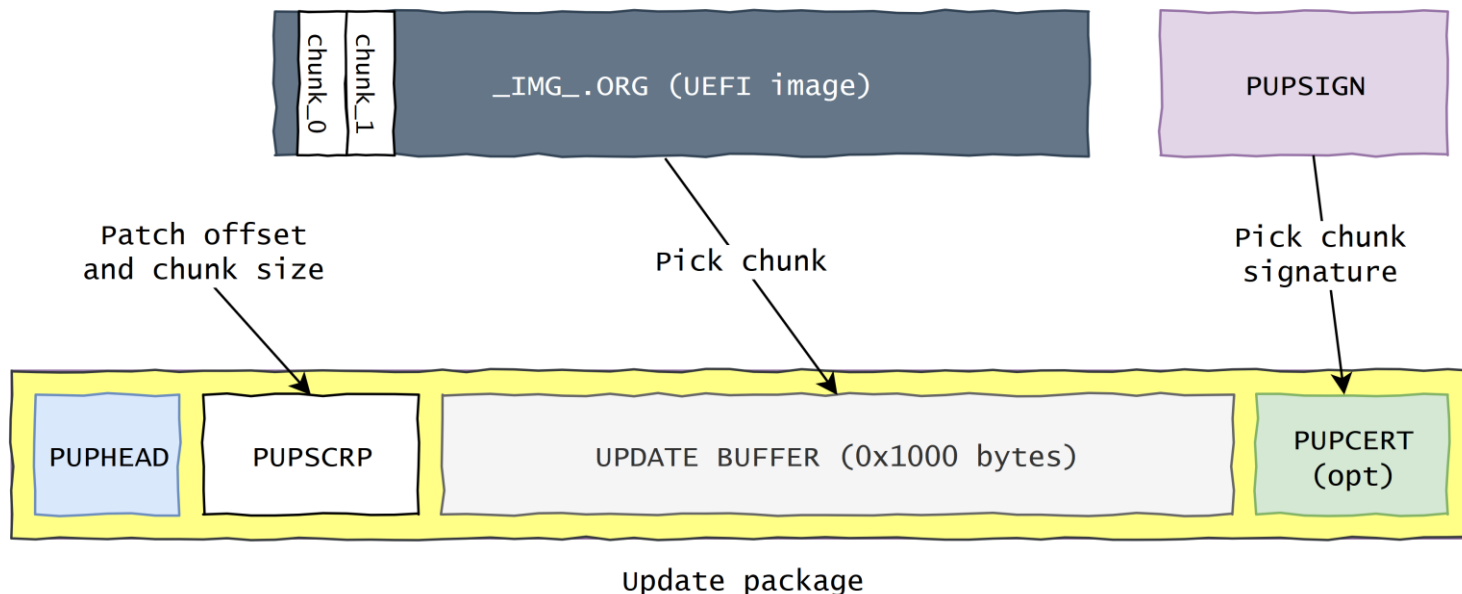 chunk_0
chunk_1
_IMG_.ORG (UEFI image)
PUPSIGN
Patch offset
and chunk size
Pick chunk
Pick chunk
signature
PUPHEAD
PUPSCRP
UPDATE BUFFER (0x1000 bytes)
PUPCERT
(opt)
Update package